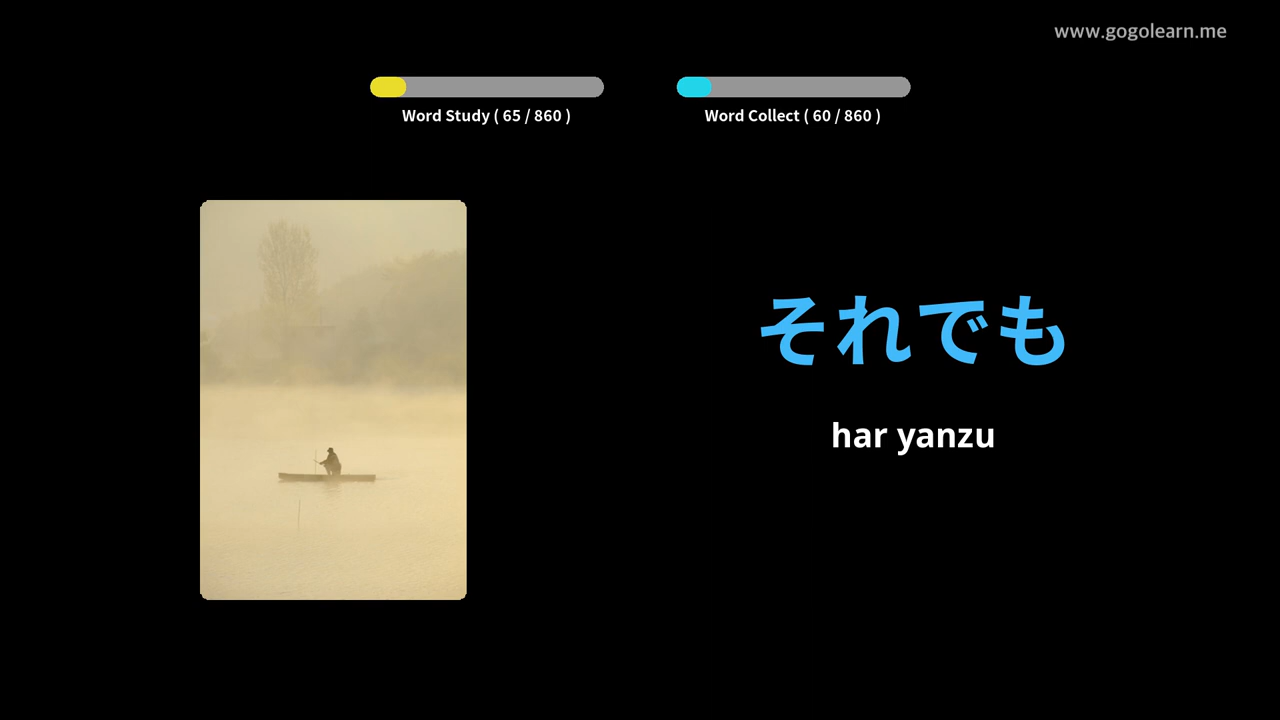 www.gogolearn.me
Word Study ( 65 / 860 )
Word Collect ( 60 / 860 )
それでも
har yanzu